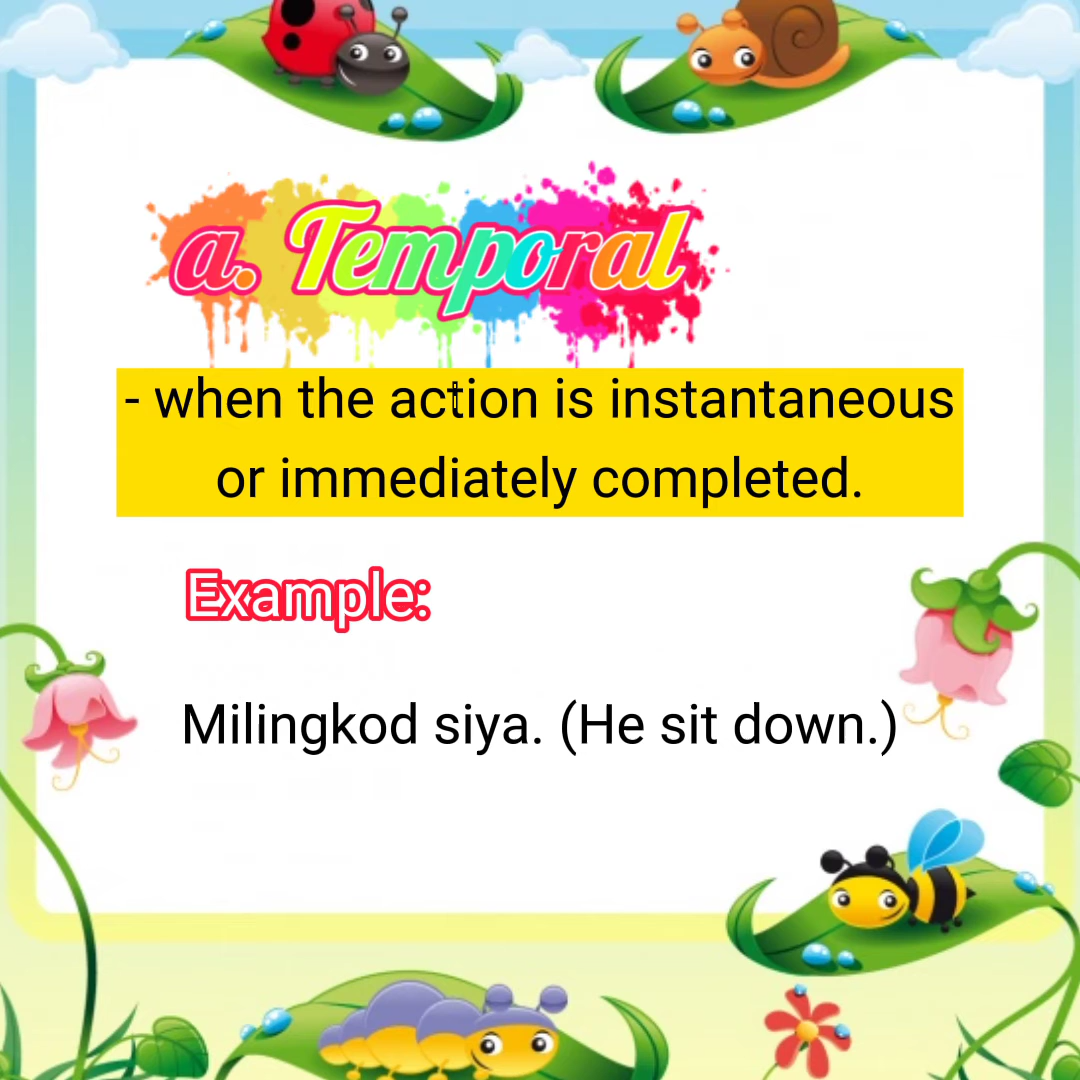 a. Temporal
- when the action is instantaneous
or immediately completed.
Example:
Milingkod siya. (He sit down.)